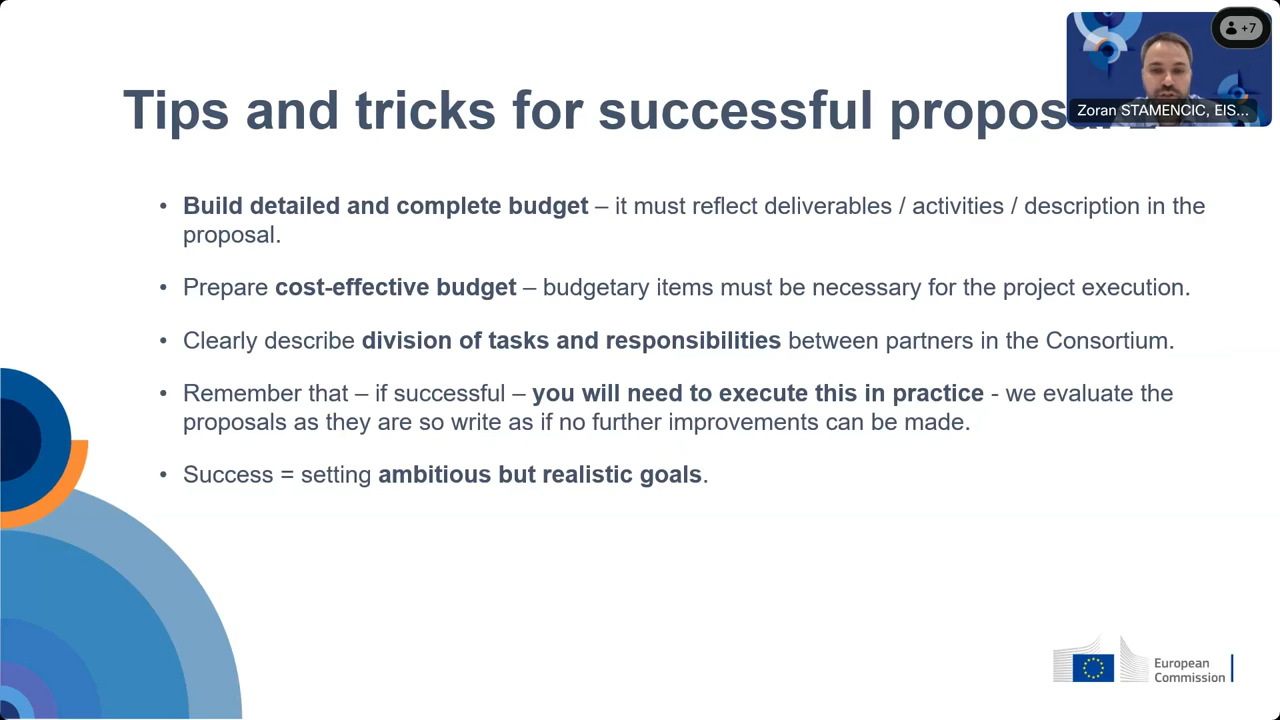 Tips and tricks for successful
+7
Zoran STAMENCIC, EIS...
• Build detailed and complete budget – it must reflect deliverables / activities / description in the
proposal.
• Prepare cost-effective budget – budgetary items must be necessary for the project execution.
• Clearly describe division of tasks and responsibilities between partners in the Consortium.
• Remember that – if successful – you will need to execute this in practice - we evaluate the
proposals as they are so write as if no further improvements can be made.
• Success = setting ambitious but realistic goals.
European
Commission